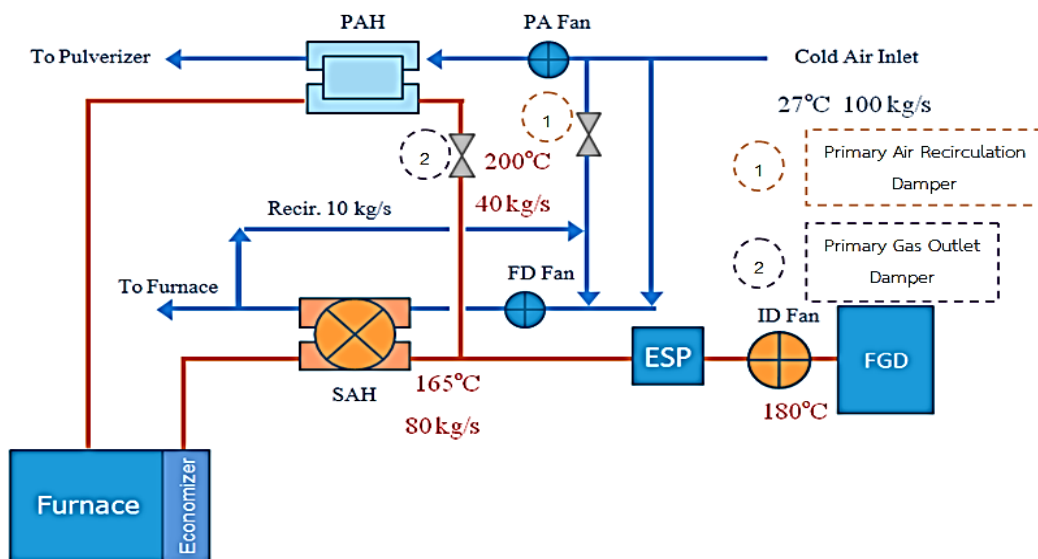 PAH
PA Fan
To Pulverizer
Cold Air Inlet
27°C 100 kg/s
1
2
200°C
40 kg/s
1
Primary Air Recirculation
Damper
Recir. 10 kg/s
2
Primary Gas Outlet
Damper
To Furnace
FD Fan
ID Fan
ESP
FGD
SAH
165°C
80 kg/s
180°C
Furnace
Economizer